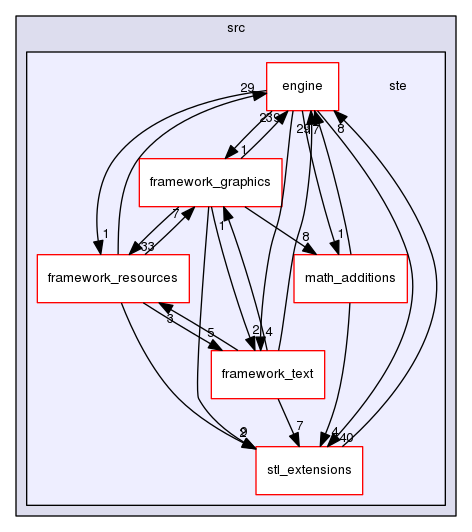 src
ste
engine
29
239
29
7
8
1
framework_graphics
7
1
33
1
8
1
framework_resources
math_additions
3
5
2
4
framework_text
7
4
540
9
2
stl_extensions